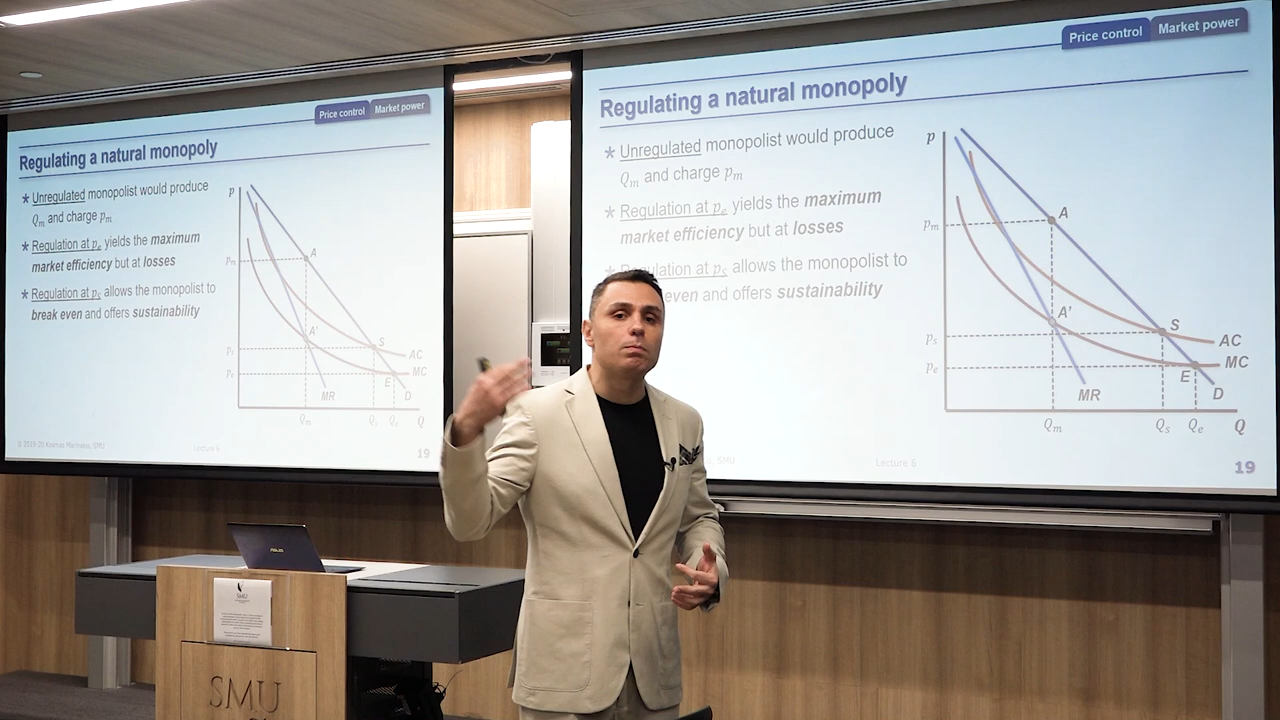 Price control Market power
Regulating a natural monopoly
* Unregulated monopolist would produce
Qm and charge pm
* Regulation at pe yields the maximum
market efficiency but at losses
* Regulation at ps allows the monopolist to
break even and offers sustainability
p
pm
ps
pe
A
A'
S
E
AC
MC
D
MR
Qm Qs Qe Q
© 2019-20 Kosmas Marinakis, SMU
Lecture 6
19
Price control Market power
Regulating a natural monopoly
* Unregulated monopolist would produce
Qm and charge pm
* Regulation at pe yields the maximum
market efficiency but at losses
* Regulation at ps allows the monopolist to
even and offers sustainability
p
pm
ps
pe
A
A'
S
E
AC
MC
D
MR
Qm Qs Qe Q
SMU
Lecture 6
19
ASUS
SMU
SMU